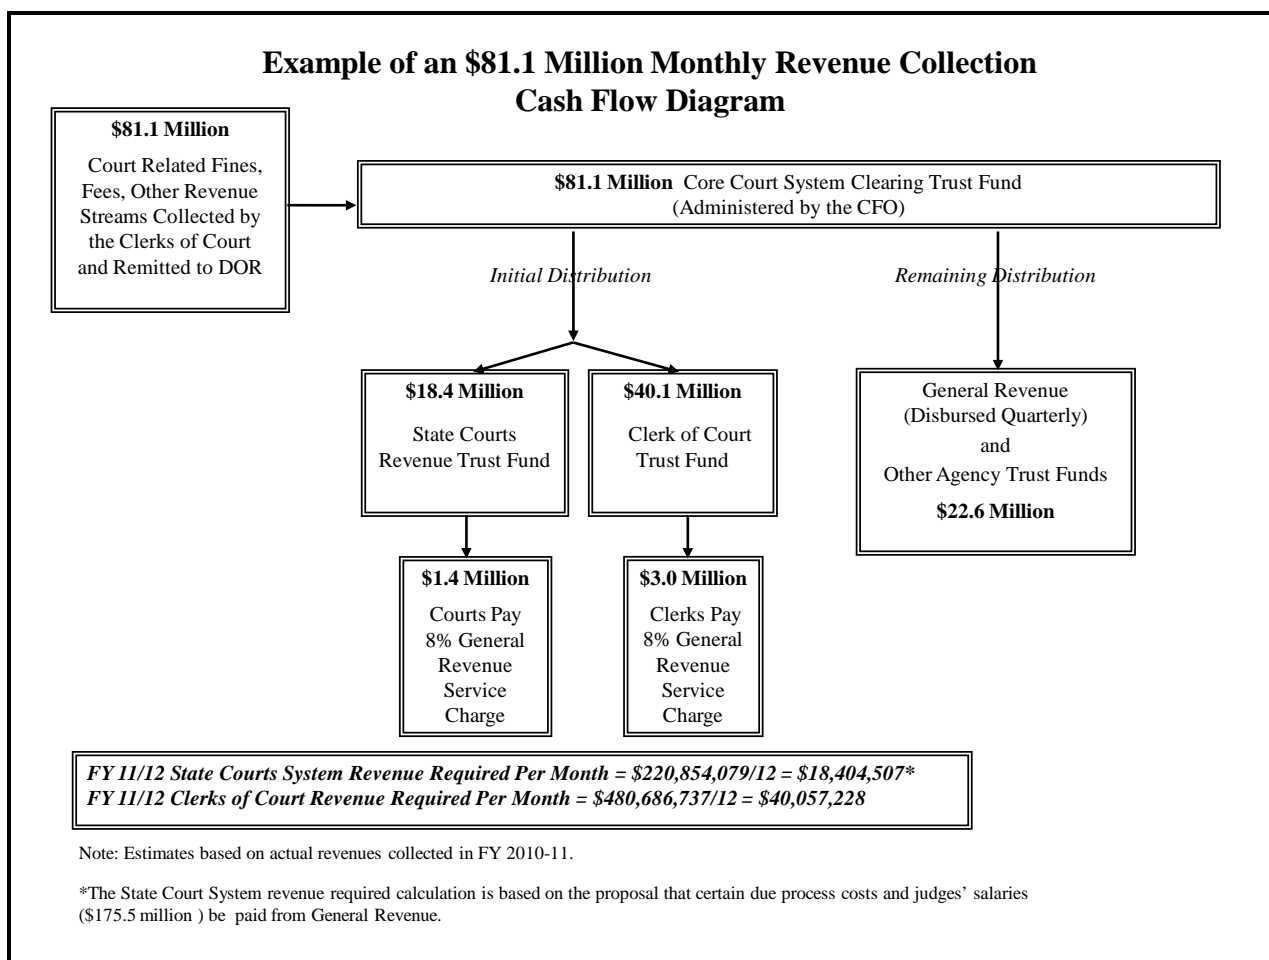 Example of an $81.1 Million Monthly Revenue Collection
Cash Flow Diagram
$81.1 Million
Court Related Fines,
Fees, Other Revenue
Streams Collected by
the Clerks of Court
and Remitted to DOR
$81.1 Million Core Court System Clearing Trust Fund
(Administered by the CFO)
Initial Distribution
Remaining Distribution
$18.4 Million
State Courts
Revenue Trust Fund
$40.1 Million
Clerk of Court
Trust Fund
General Revenue
(Disbursed Quarterly)
and
Other Agency Trust Funds
$22.6 Million
$1.4 Million
Courts Pay
8% General
Revenue
Service
Charge
$3.0 Million
Clerks Pay
8% General
Revenue
Service
Charge
FY 11/12 State Courts System Revenue Required Per Month = $220,854,079/12 = $18,404,507*
FY 11/12 Clerks of Court Revenue Required Per Month = $480,686,737/12 = $40,057,228
Note: Estimates based on actual revenues collected in FY 2010-11.
*The State Court System revenue required calculation is based on the proposal that certain due process costs and judges’ salaries
($175.5 million ) be paid from General Revenue.